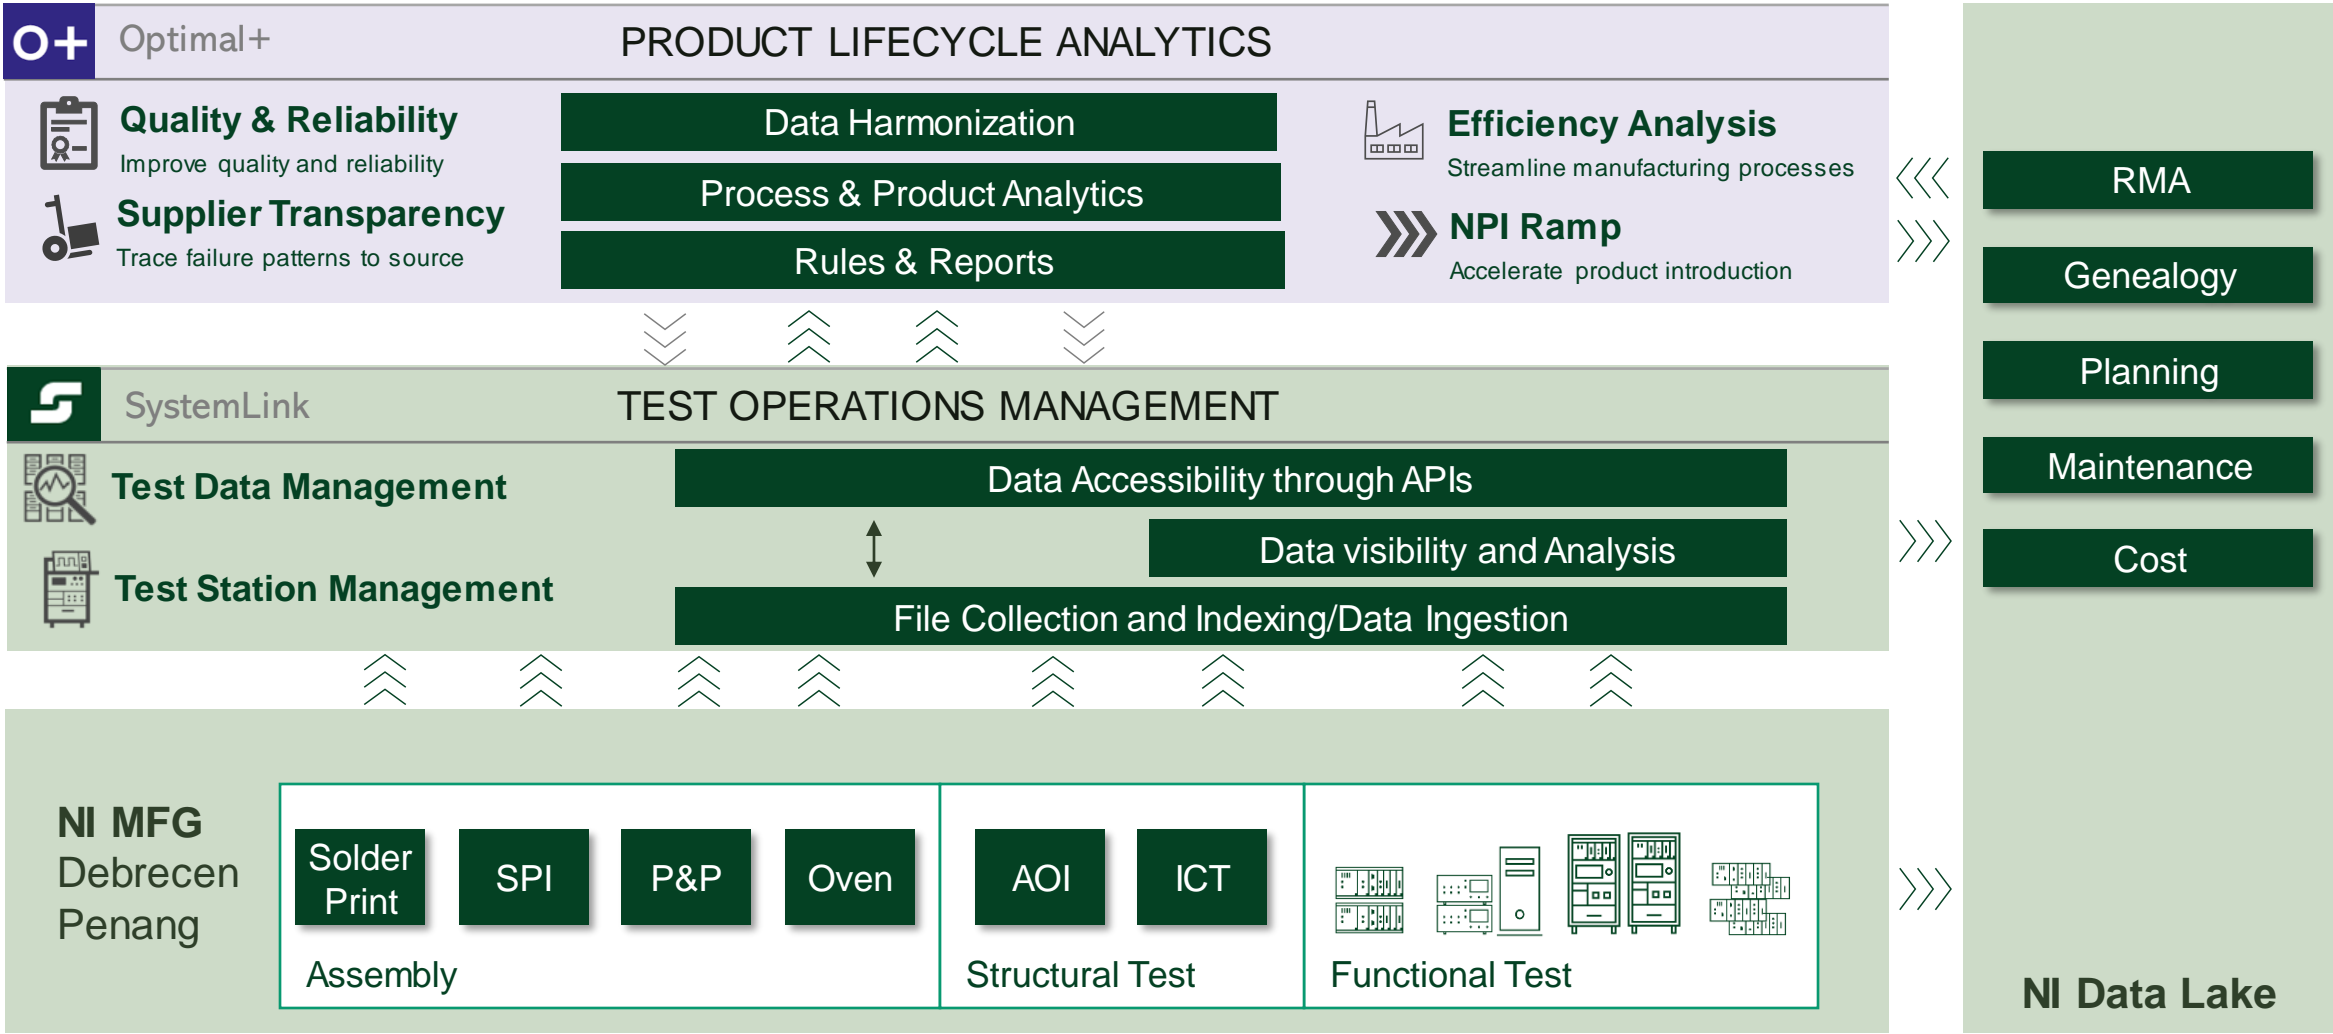 O+
Optimal+
PRODUCT LIFECYCLE ANALYTICS
Quality & Reliability
Improve quality and reliability
Supplier Transparency
Trace failure patterns to source
Data Harmonization
Process & Product Analytics
Rules & Reports
Efficiency Analysis
Streamline manufacturing processes
NPI Ramp
Accelerate product introduction
SystemLink
TEST OPERATIONS MANAGEMENT
Test Data Management
Test Station Management
Data Accessibility through APIs
Data visibility and Analysis
File Collection and Indexing/Data Ingestion
NI MFG
Debrecen
Penang
Solder
Print
SPI
P&P
Oven
Assembly
AOI
ICT
Structural Test
Functional Test
RMA
Genealogy
Planning
Maintenance
Cost
NI Data Lake